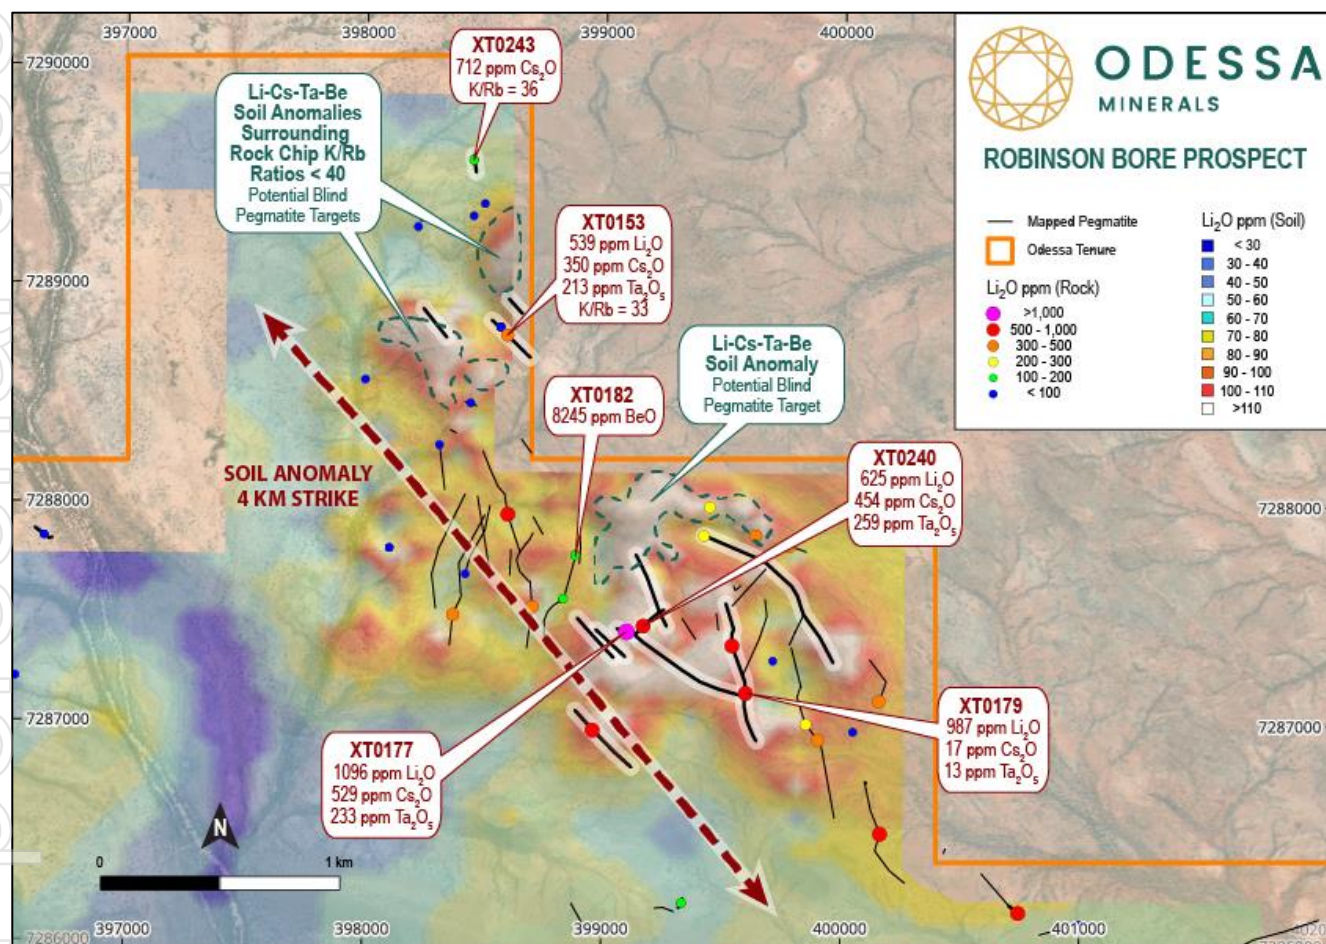 397000
398000
399000
400000
7290000
7289000
7288000
7287000
7286000
XT0243
712 ppm Cs₂O
K/Rb = 36
Li-Cs-Ta-Be
Soil Anomalies
Surrounding
Rock Chip K/Rb
Ratios < 40
Potential Blind
Pegmatite Targets
XT0153
539 ppm Li₂O
350 ppm Cs₂O
213 ppm Ta₂O₅
K/Rb = 33
Li-Cs-Ta-Be
Soil Anomaly
Potential Blind
Pegmatite Target
XT0182
8245 ppm BeO
XT0240
625 ppm Li₂O
454 ppm Cs₂O
259 ppm Ta₂O₅
SOIL ANOMALY
4 KM STRIKE
XT0177
1096 ppm Li₂O
529 ppm Cs₂O
233 ppm Ta₂O₅
XT0179
987 ppm Li₂O
17 ppm Cs₂O
13 ppm Ta₂O₅
ODESSA
MINERALS
ROBINSON BORE PROSPECT
Mapped Pegmatite
Odessa Tenure
Li₂O ppm (Rock)
>1,000
500 - 1,000
300 - 500
200 - 300
100 - 200
< 100
Li₂O ppm (Soil)
< 30
30 - 40
40 - 50
50 - 60
60 - 70
70 - 80
80 - 90
90 - 100
100 - 110
>110
7288000
7287000
N
0
1 km
397000
398000
399000
400000
401000